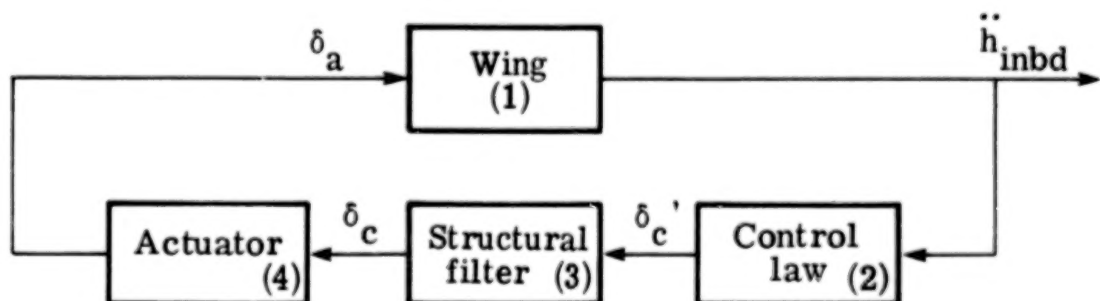 δa
Wing
(1)
ḧinbd
Actuator
(4)
δc
Structural
filter (3)
δc'
Control
law (2)